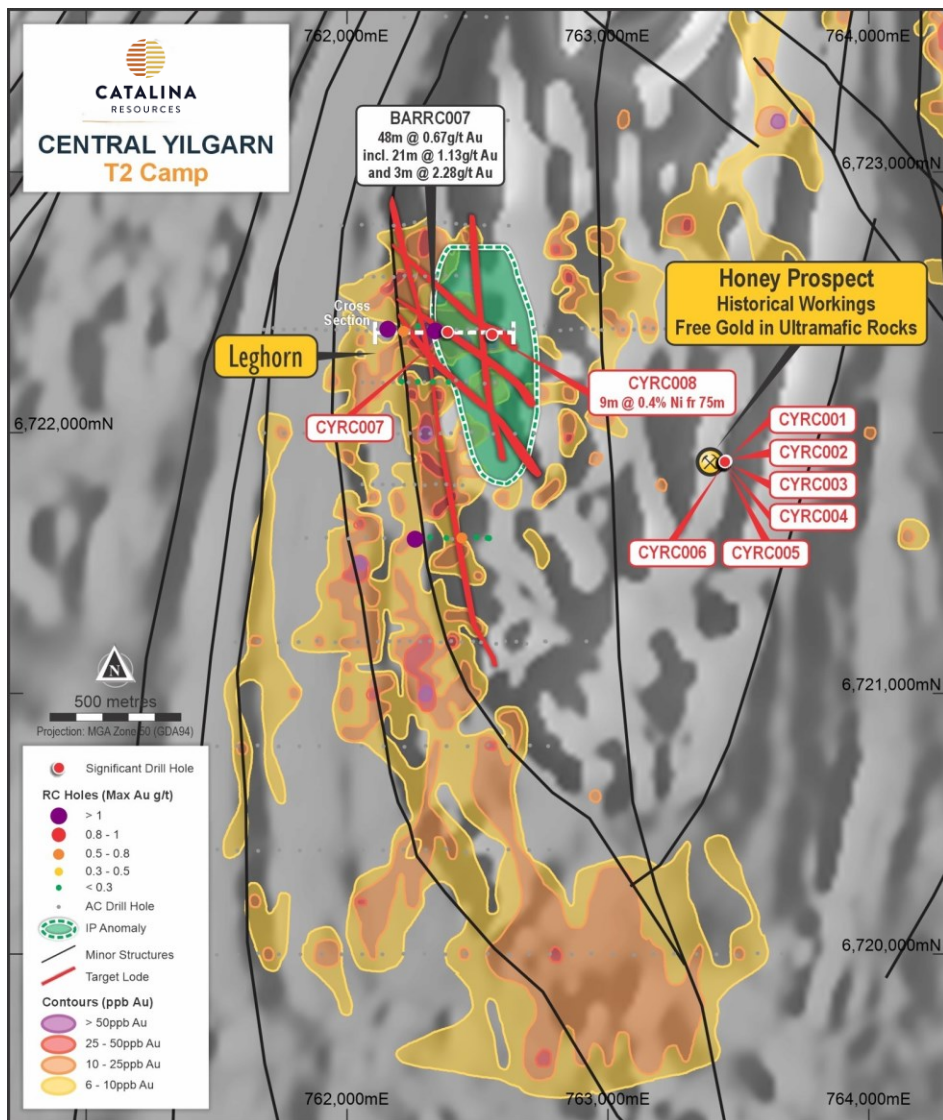 762,000mE
763,000mE
764,000mE
CATALINA
RESOURCES
CENTRAL YILGARN
T2 Camp
BARRC007
48m @ 0.67g/t Au
incl. 21m @ 1.13g/t Au
and 3m @ 2.28g/t Au
6,723,000mN
Honey Prospect
Historical Workings
Free Gold in Ultramafic Rocks
Cross
Section
Leghorn
CYRC007
CYRC008
9m @ 0.4% Ni fr 75m
6,722,000mN
CYRC001
CYRC002
CYRC003
CYRC004
CYRC006
CYRC005
N
500 metres
Projection: MGA Zone 50 (GDA94)
6,721,000mN
Significant Drill Hole
RC Holes (Max Au g/t)
> 1
0.8 - 1
0.5 - 0.8
0.3 - 0.5
< 0.3
AC Drill Hole
IP Anomaly
Minor Structures
Target Lode
Contours (ppb Au)
> 50ppb Au
25 - 50ppb Au
10 - 25ppb Au
6 - 10ppb Au
6,720,000mN
762,000mE
763,000mE
764,000mE